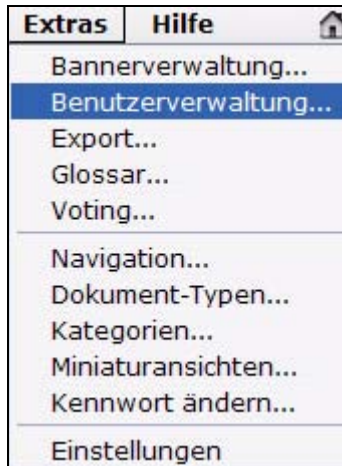 Extras Hilfe
Bannerverwaltung...
Benutzerverwaltung...
Export...
Glossar...
Voting...
Navigation...
Dokument-Typen...
Kategorien...
Miniaturansichten...
Kennwort ändern...
Einstellungen